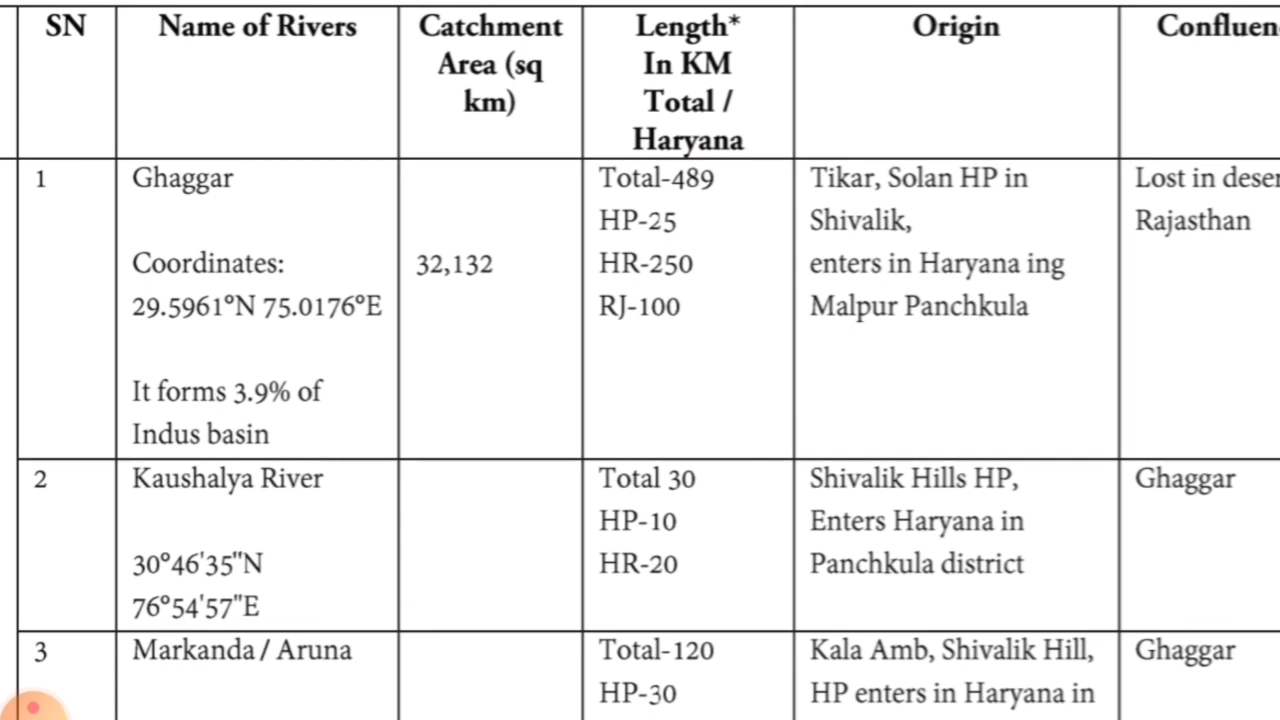 SN
Name of Rivers
Catchment
Area (sq
km)
Length*
In KM
Total /
Haryana
Origin
1
Ghaggar
Coordinates:
29.5961°N 75.0176°E
It forms 3.9% of
Indus basin
32,132
Total-489
HP-25
HR-250
RJ-100
Tikar, Solan HP in
Shivalik,
enters in Haryana ing
Malpur Panchkula
Lost in
Rajasthan
2
Kaushalya River
30°46'35"N
76°54'57"E
Total 30
HP-10
HR-20
Shivalik Hills HP,
Enters Haryana in
Panchkula district
Ghaggar
3
Markanda / Aruna
Total-120
HP-30
Kala Amb, Shivalik Hill,
HP enters in Haryana in
Ghaggar